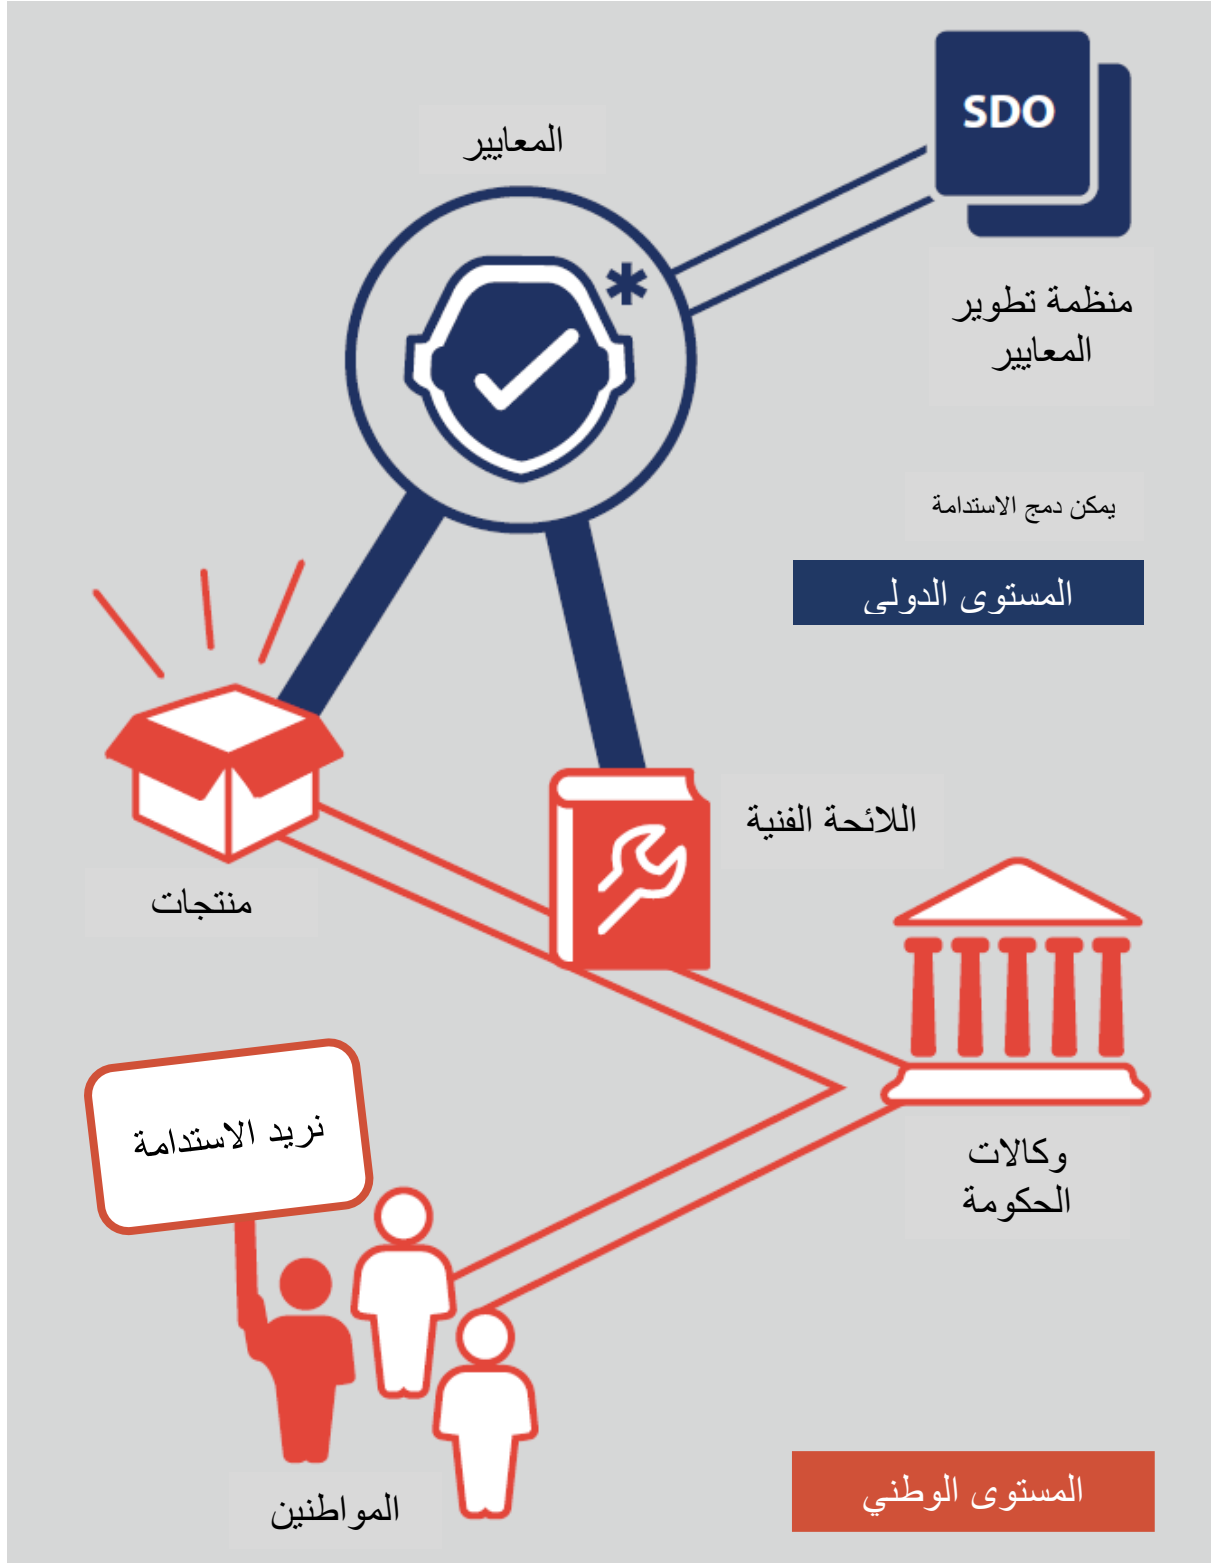 SDO
المعايير
منظمة تطوير
المعايير
يمكن دمج الاستدامة
المستوى الدولي
اللائحة الفنية
منتجات
نريد الاستدامة
وكالات
الحكومة
المستوى الوطني
المواطنين